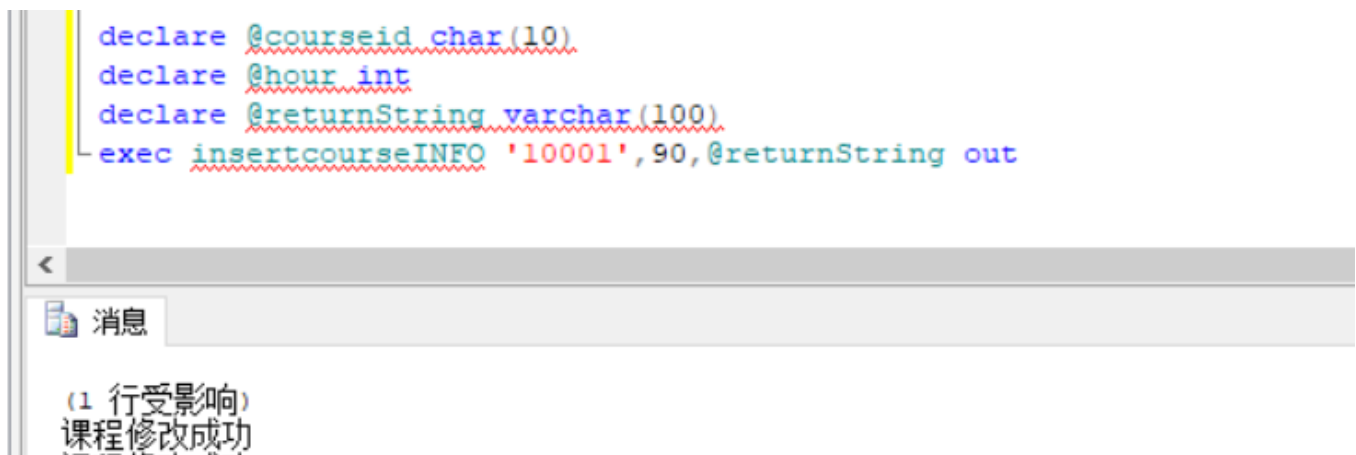 declare @courseid char(10)
declare @hour int
declare @returnString varchar(100)
exec insertcourseINFO '10001',90,@returnString out
消息
(1 行受影响)
课程修改成功